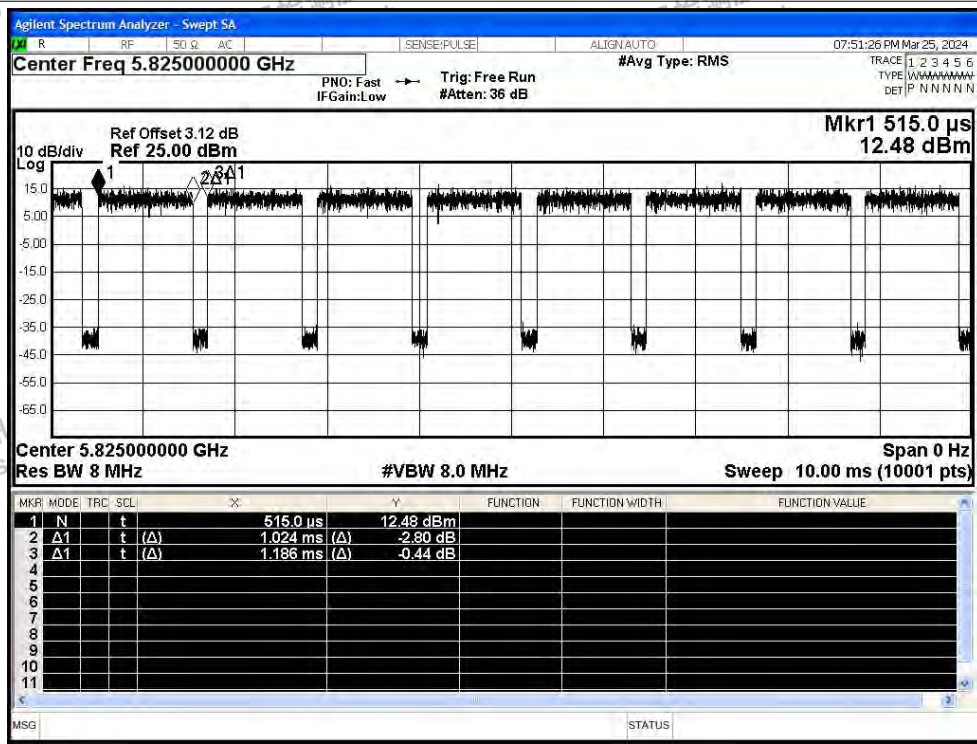 Agilent Spectrum Analyzer - Swept SA
R RF 50 Ω AC SENSE:PULSE ALIGN AUTO 07:51:26 PM Mar 25, 2024
Center Freq 5.825000000 GHz
PNO: Fast
IFGain:Low
Trig: Free Run
#Atten: 36 dB
#Avg Type: RMS
TRACE 1 2 3 4 5 6
TYPE WWWWWW
DET P N N N N N
Mkr1 515.0 µs
12.48 dBm
Ref Offset 3.12 dB
10 dB/div Ref 25.00 dBm
Log
1 2Δ1 3Δ1
15.0
5.00
-5.00
-15.0
-25.0
-35.0
-45.0
-55.0
-65.0
Center 5.825000000 GHz Span 0 Hz
Res BW 8 MHz #VBW 8.0 MHz Sweep 10.00 ms (10001 pts)
MKR MODE TRC SCL X Y FUNCTION FUNCTION WIDTH FUNCTION VALUE
1 N t 515.0 µs 12.48 dBm
2 Δ1 t (Δ) 1.024 ms (Δ) -2.80 dB
3 Δ1 t (Δ) 1.186 ms (Δ) -0.44 dB
4
5
6
7
8
9
10
11
MSG STATUS